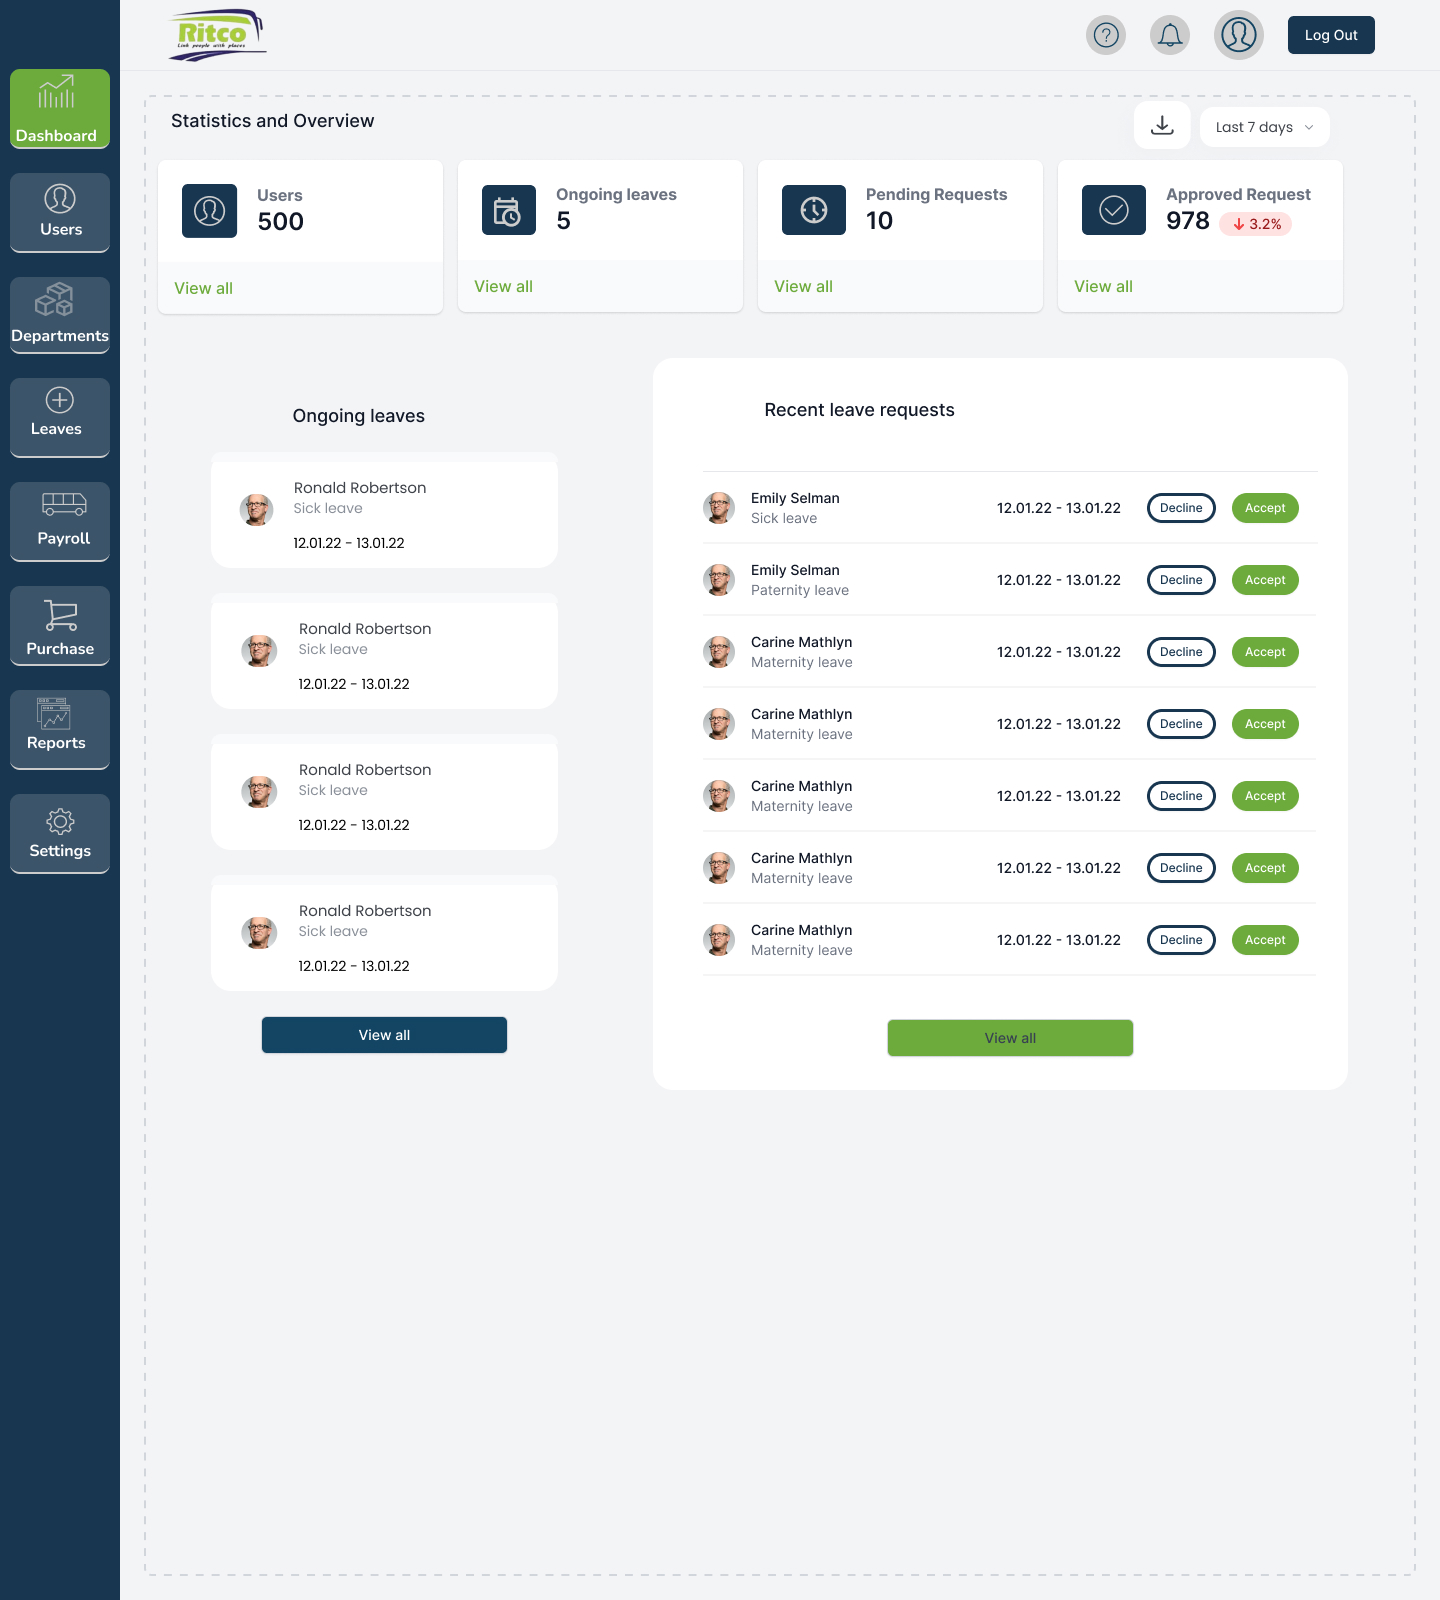 Ritco
Link people with places
?
Log Out
Dashboard
Users
Departments
Leaves
Payroll
Purchase
Reports
Settings
Statistics and Overview
Last 7 days
Users
500
View all
Ongoing leaves
5
View all
Pending Requests
10
View all
Approved Request
978 3.2%
View all
Ongoing leaves
Ronald Robertson
Sick leave
12.01.22 - 13.01.22
Ronald Robertson
Sick leave
12.01.22 - 13.01.22
Ronald Robertson
Sick leave
12.01.22 - 13.01.22
Ronald Robertson
Sick leave
12.01.22 - 13.01.22
View all
Recent leave requests
Emily Selman
Sick leave
12.01.22 - 13.01.22 Decline Accept
Emily Selman
Paternity leave
12.01.22 - 13.01.22 Decline Accept
Carine Mathlyn
Maternity leave
12.01.22 - 13.01.22 Decline Accept
Carine Mathlyn
Maternity leave
12.01.22 - 13.01.22 Decline Accept
Carine Mathlyn
Maternity leave
12.01.22 - 13.01.22 Decline Accept
Carine Mathlyn
Maternity leave
12.01.22 - 13.01.22 Decline Accept
Carine Mathlyn
Maternity leave
12.01.22 - 13.01.22 Decline Accept
View all